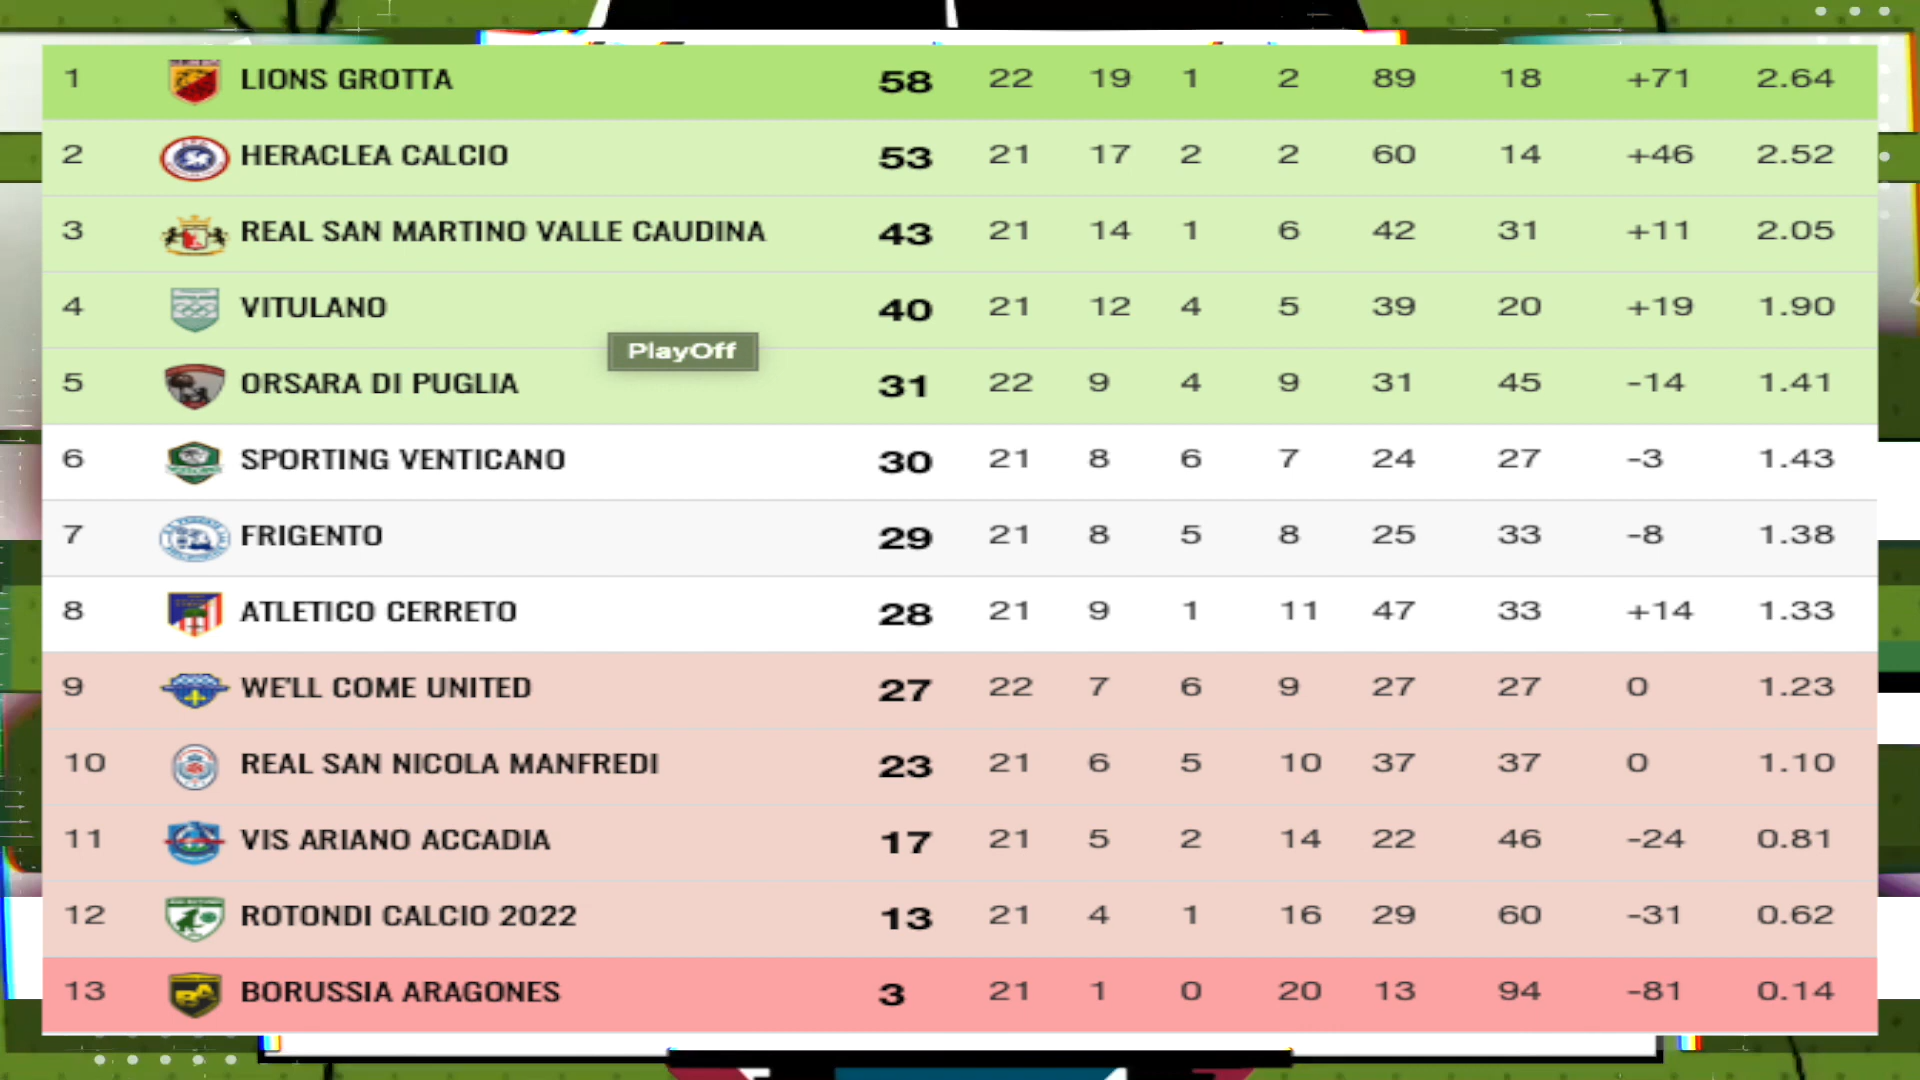 1 LIONS GROTTA 58 22 19 1 2 89 18 +71 2.64
2 HERACLEA CALCIO 53 21 17 2 2 60 14 +46 2.52
3 REAL SAN MARTINO VALLE CAUDINA 43 21 14 1 6 42 31 +11 2.05
4 VITULANO 40 21 12 4 5 39 20 +19 1.90
PlayOff
5 ORSARA DI PUGLIA 31 22 9 4 9 31 45 -14 1.41
6 SPORTING VENTICANO 30 21 8 6 7 24 27 -3 1.43
7 FRIGENTO 29 21 8 5 8 25 33 -8 1.38
8 ATLETICO CERRETO 28 21 9 1 11 47 33 +14 1.33
9 WE'LL COME UNITED 27 22 7 6 9 27 27 0 1.23
10 REAL SAN NICOLA MANFREDI 23 21 6 5 10 37 37 0 1.10
11 VIS ARIANO ACCADIA 17 21 5 2 14 22 46 -24 0.81
12 ROTONDI CALCIO 2022 13 21 4 1 16 29 60 -31 0.62
13 BORUSSIA ARAGONES 3 21 1 0 20 13 94 -81 0.14